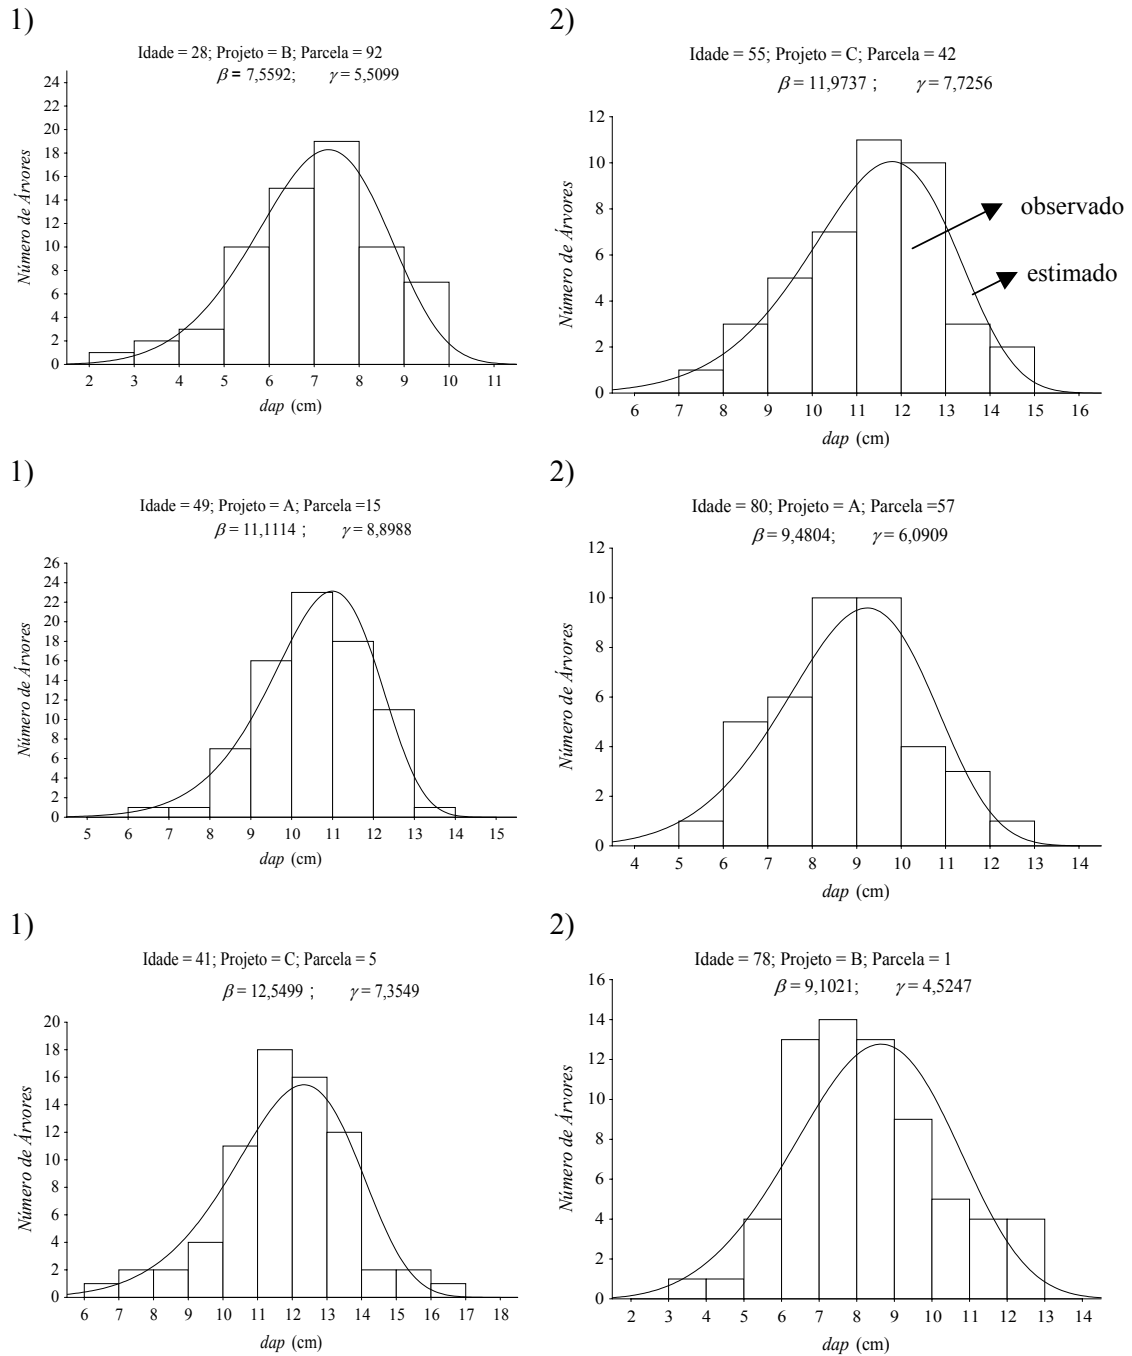 1)
Idade = 28; Projeto = B; Parcela = 92
β = 7,5592; γ = 5,5099
Número de Árvores
24
22
20
18
16
14
12
10
8
6
4
2
0
2 3 4 5 6 7 8 9 10 11
dap (cm)
2)
Idade = 55; Projeto = C; Parcela = 42
β = 11,9737 ; γ = 7,7256
Número de Árvores
12
10
8
6
4
2
0
observado
estimado
6 7 8 9 10 11 12 13 14 15 16
dap (cm)
1)
Idade = 49; Projeto = A; Parcela =15
β = 11,1114 ; γ = 8,8988
Número de Árvores
26
24
22
20
18
16
14
12
10
8
6
4
2
0
5 6 7 8 9 10 11 12 13 14 15
dap (cm)
2)
Idade = 80; Projeto = A; Parcela =57
β = 9,4804; γ = 6,0909
Número de Árvores
12
10
8
6
4
2
0
4 5 6 7 8 9 10 11 12 13 14
dap (cm)
1)
Idade = 41; Projeto = C; Parcela = 5
β = 12,5499 ; γ = 7,3549
Número de Árvores
20
18
16
14
12
10
8
6
4
2
0
6 7 8 9 10 11 12 13 14 15 16 17 18
dap (cm)
2)
Idade = 78; Projeto = B; Parcela = 1
β = 9,1021; γ = 4,5247
Número de Árvores
16
14
12
10
8
6
4
2
0
2 3 4 5 6 7 8 9 10 11 12 13 14
dap (cm)